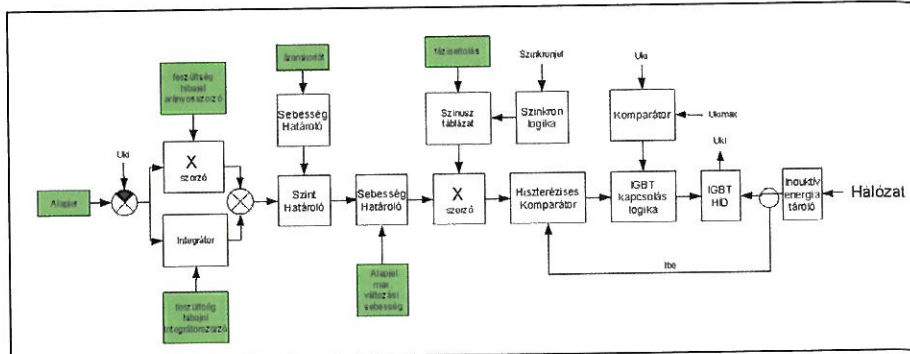 feszültség
hibajel
arányosszorzó
Uki
X
szorzó
Alapjel
Integrátor
feszültség
hibajel
Integrátorszorzó
áramkorlát
Sebesség
Határoló
Szint
Határoló
Sebesség
Határoló
Alapjel
max.
változási
sebesség
fáziseltolás
Szinusz
táblázat
Szinkronjel
Szinkron
logika
X
szorzó
Hiszterézises
Komparátor
Uki
Komparátor
Ukimax
IGBT
kapcsolás
logika
Uki
IGBT
HÍD
Induktív
energia
tároló
Hálózat
Ibe